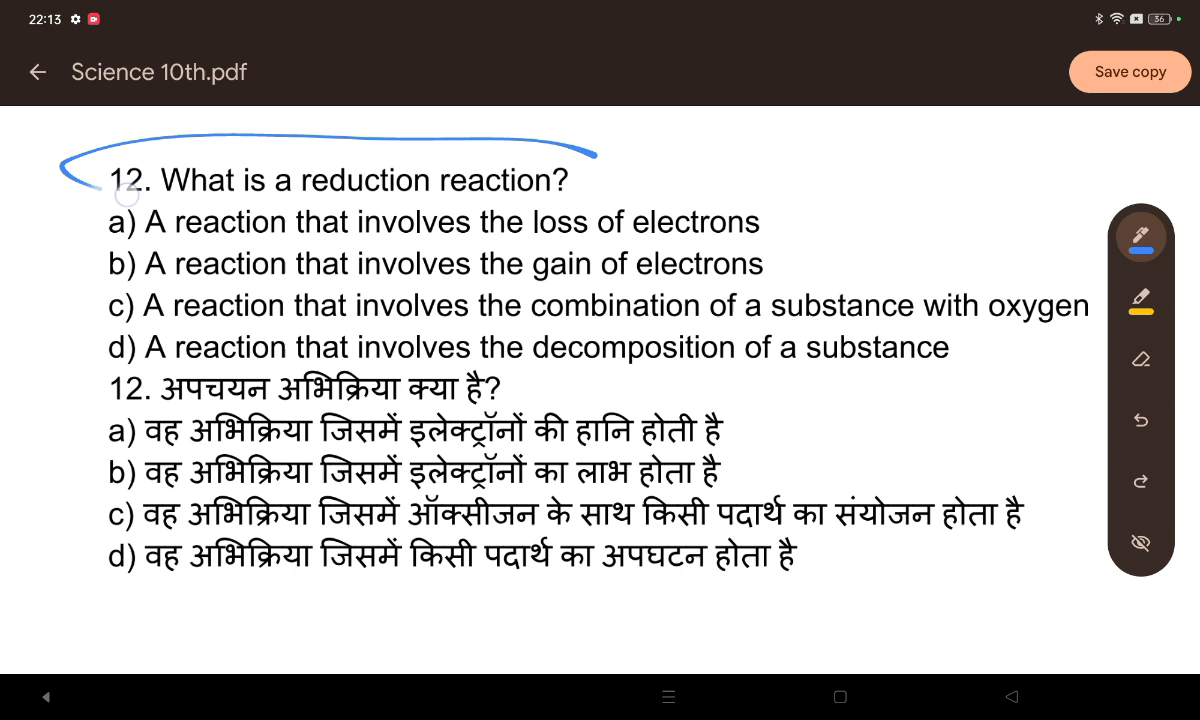 22:13
36
Science 10th.pdf
Save copy
12. What is a reduction reaction?
a) A reaction that involves the loss of electrons
b) A reaction that involves the gain of electrons
c) A reaction that involves the combination of a substance with oxygen
d) A reaction that involves the decomposition of a substance
12. अपचयन अभिक्रिया क्या है?
a) वह अभिक्रिया जिसमें इलेक्ट्रॉनों की हानि होती है
b) वह अभिक्रिया जिसमें इलेक्ट्रॉनों का लाभ होता है
c) वह अभिक्रिया जिसमें ऑक्सीजन के साथ किसी पदार्थ का संयोजन होता है
d) वह अभिक्रिया जिसमें किसी पदार्थ का अपघटन होता है